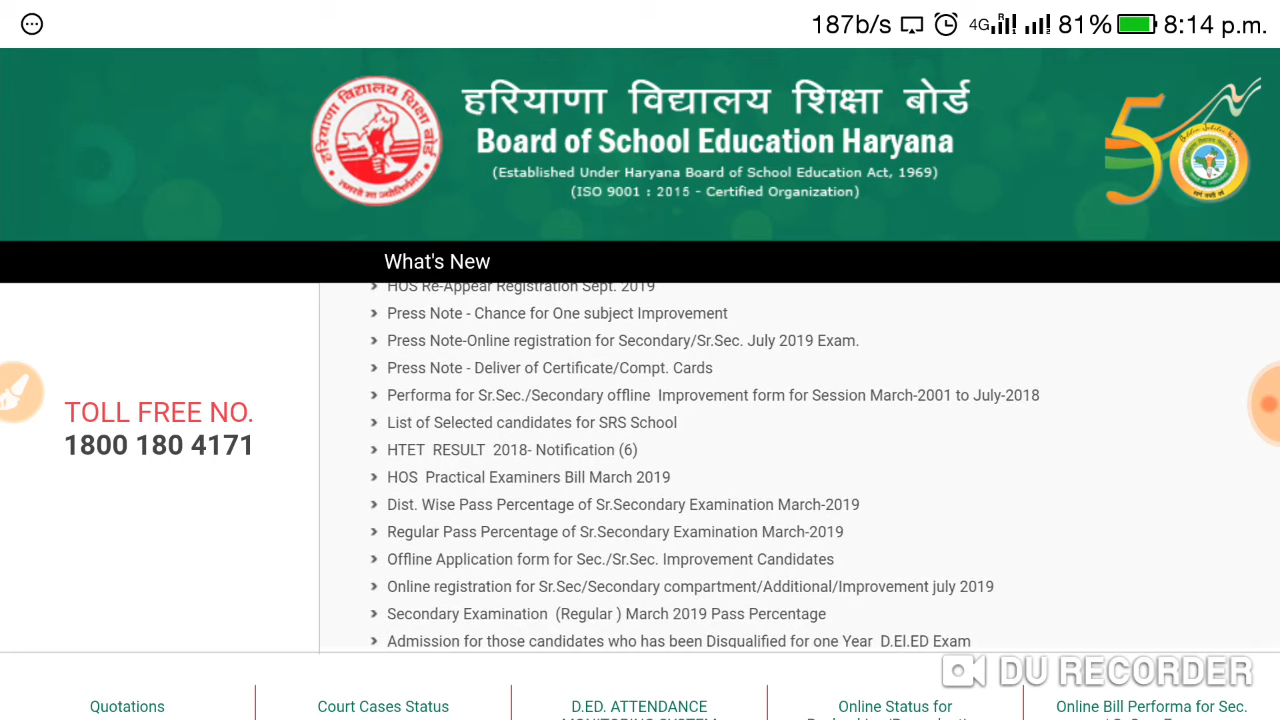 187b/s 4G R 81% 8:14 p.m.
हरियाणा विद्यालय शिक्षा बोर्ड
Board of School Education Haryana
(Established Under Haryana Board of School Education Act, 1969)
(ISO 9001 : 2015 - Certified Organization)
हरियाणा विद्यालय शिक्षा बोर्ड
50
Golden Jubilee Year
What's New
HOS Re-Appear Registration Sept. 2019
Press Note - Chance for One subject Improvement
Press Note-Online registration for Secondary/Sr.Sec. July 2019 Exam.
Press Note - Deliver of Certificate/Compt. Cards
Performa for Sr.Sec./Secondary offline Improvement form for Session March-2001 to July-2018
List of Selected candidates for SRS School
HTET RESULT 2018- Notification (6)
HOS Practical Examiners Bill March 2019
Dist. Wise Pass Percentage of Sr.Secondary Examination March-2019
Regular Pass Percentage of Sr.Secondary Examination March-2019
Offline Application form for Sec./Sr.Sec. Improvement Candidates
Online registration for Sr.Sec/Secondary compartment/Additional/Improvement july 2019
Secondary Examination (Regular ) March 2019 Pass Percentage
Admission for those candidates who has been Disqualified for one Year D.El.ED Exam
TOLL FREE NO.
1800 180 4171
DU RECORDER
Quotations
Court Cases Status
D.ED. ATTENDANCE
MONITORING SYSTEM
Online Status for
Online Bill Performa for Sec.